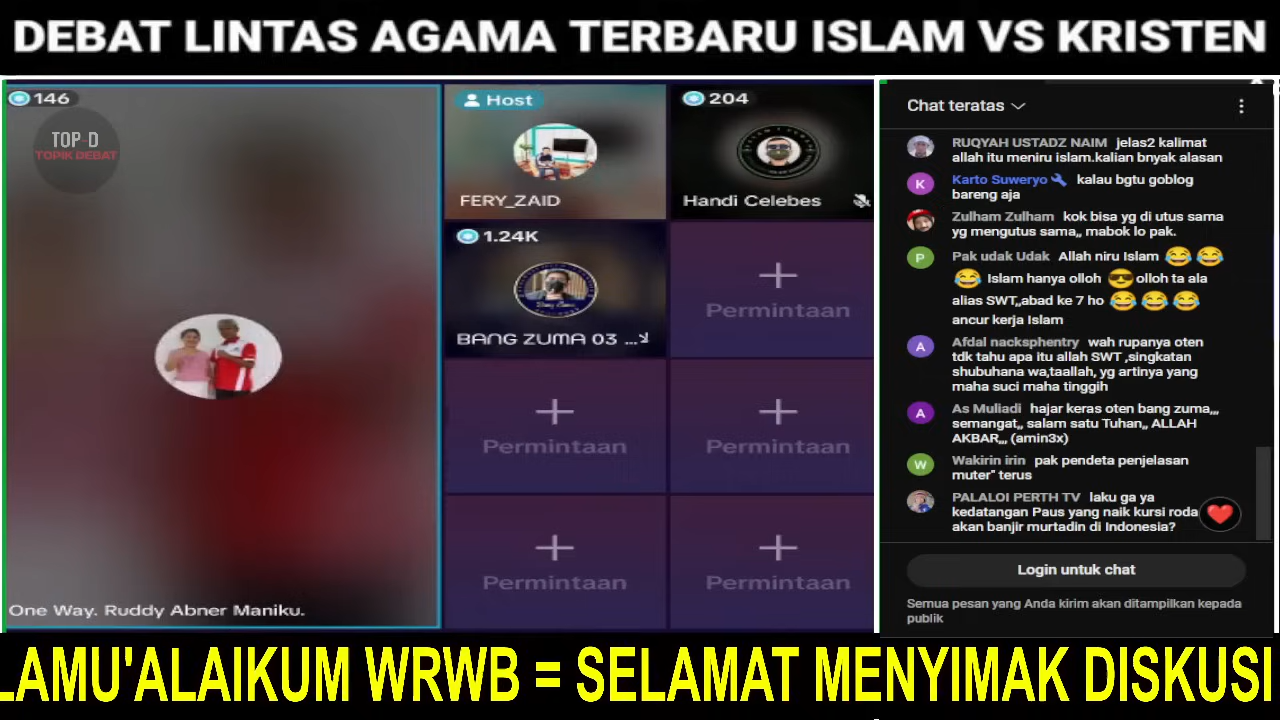 DEBAT LINTAS AGAMA TERBARU ISLAM VS KRISTEN
146
TOP-D
TOPIK DEBAT
One Way. Ruddy Abner Maniku.
Host
FERY_ZAID
204
Handi Celebes
1.24K
BANG ZUMA 03 ...
Permintaan
Permintaan
Permintaan
Permintaan
Permintaan
Chat teratas
RUQYAH USTADZ NAIM jelas2 kalimat
allah itu meniru islam.kalian bnyak alasan
K
Karto Suweryo kalau bgtu goblog
bareng aja
Zulham Zulham kok bisa yg di utus sama
yg mengutus sama,, mabok lo pak.
P
Pak udak Udak Allah niru Islam 😂😂
😂 Islam hanya olloh 😎 olloh ta ala
alias SWT,,abad ke 7 ho 😂😂😂
ancur kerja Islam
A
Afdal nacksphentry wah rupanya oten
tdk tahu apa itu allah SWT ,singkatan
shubuhana wa,taallah, yg artinya yang
maha suci maha tinggih
A
As Muliadi hajar keras oten bang zuma,,,
semangat,, salam satu Tuhan,, ALLAH
AKBAR,,, (amin3x)
W
Wakirin irin pak pendeta penjelasan
muter" terus
PALALOI PERTH TV laku ga ya
kedatangan Paus yang naik kursi roda
akan banjir murtadin di Indonesia?
Login untuk chat
Semua pesan yang Anda kirim akan ditampilkan kepada
publik
LAMU'ALAIKUM WRWB = SELAMAT MENYIMAK DISKUSI